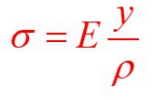 σ = E y/ρ